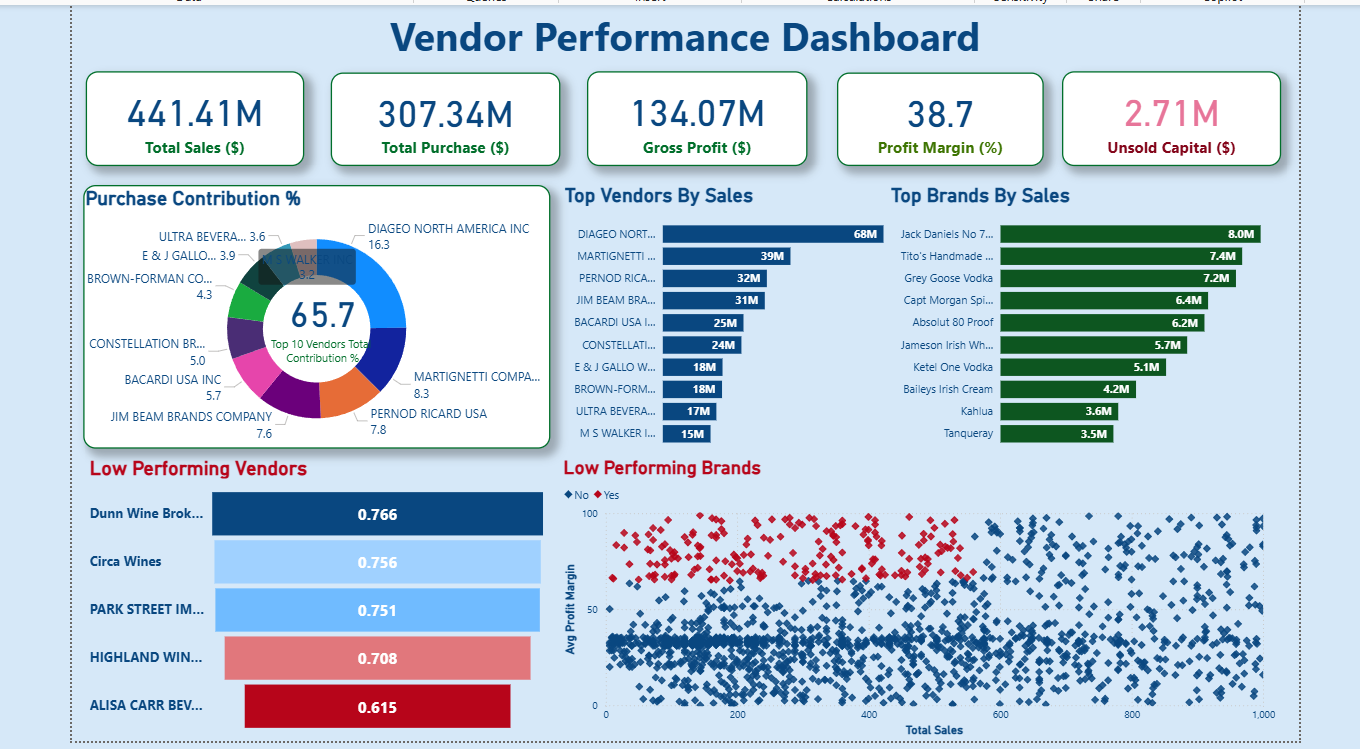 Vendor Performance Dashboard
441.41M
Total Sales ($)
307.34M
Total Purchase ($)
134.07M
Gross Profit ($)
38.7
Profit Margin (%)
2.71M
Unsold Capital ($)
Purchase Contribution %
DIAGEO NORTH AMERICA INC
16.3
MARTIGNETTI COMPA...
8.3
PERNOD RICARD USA
7.8
JIM BEAM BRANDS COMPANY
7.6
BACARDI USA INC
5.7
CONSTELLATION BR...
5.0
BROWN-FORMAN CO...
4.3
E & J GALLO... 3.9
ULTRA BEVERA... 3.6
M S WALKER INC
3.2
65.7
Top 10 Vendors Tota
Contribution %
Top Vendors By Sales
DIAGEO NORT... 68M
MARTIGNETTI ... 39M
PERNOD RICA... 32M
JIM BEAM BRA... 31M
BACARDI USA I... 25M
CONSTELLATI... 24M
E & J GALLO W... 18M
BROWN-FORM... 18M
ULTRA BEVERA... 17M
M S WALKER I... 15M
Top Brands By Sales
Jack Daniels No 7... 8.0M
Tito's Handmade ... 7.4M
Grey Goose Vodka 7.2M
Capt Morgan Spi... 6.4M
Absolut 80 Proof 6.2M
Jameson Irish Wh... 5.7M
Ketel One Vodka 5.1M
Baileys Irish Cream 4.2M
Kahlua 3.6M
Tanqueray 3.5M
Low Performing Vendors
Dunn Wine Brok... 0.766
Circa Wines 0.756
PARK STREET IM... 0.751
HIGHLAND WIN... 0.708
ALISA CARR BEV... 0.615
Low Performing Brands
No Yes
100
50
0
Avg Profit Margin
0 200 400 600 800 1,000
Total Sales